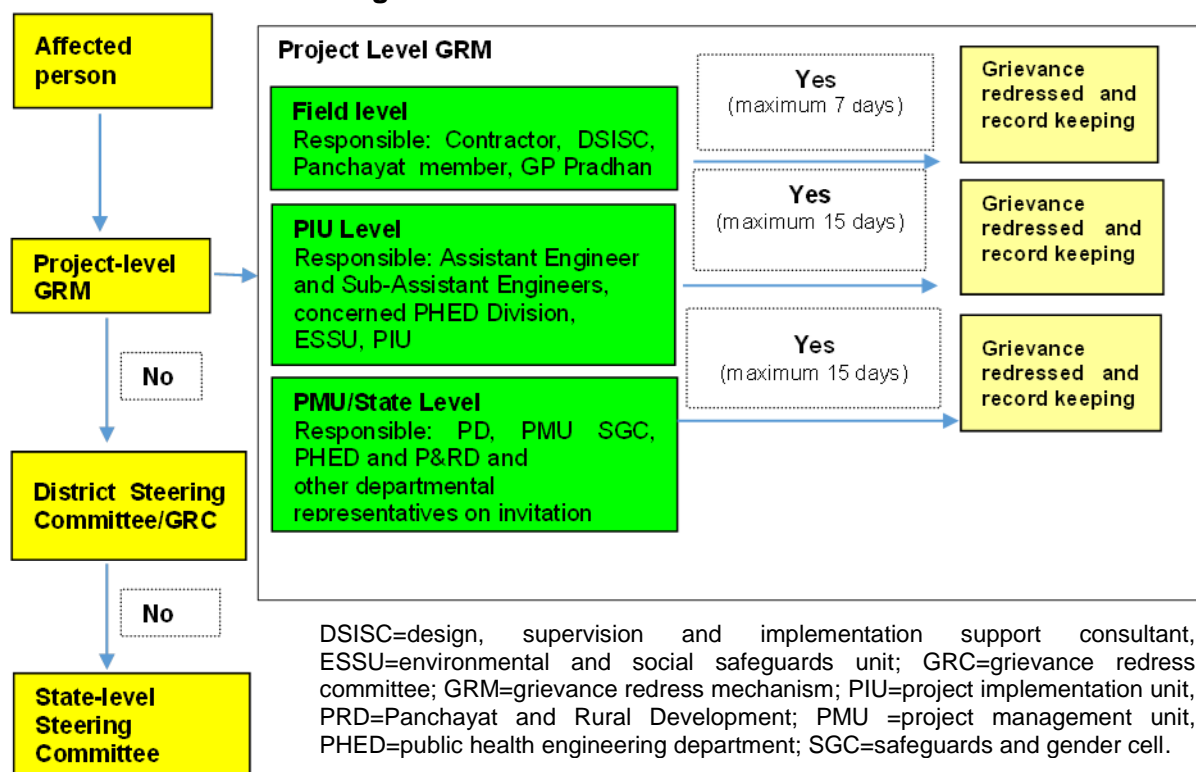 Affected
person
Project Level GRM
Field level
Responsible: Contractor, DSISC,
Panchayat member, GP Pradhan
Yes
(maximum 7 days)
Grievance
redressed and
record keeping
PIU Level
Responsible: Assistant Engineer
and Sub-Assistant Engineers,
concerned PHED Division,
ESSU, PIU
Yes
(maximum 15 days)
Grievance
redressed and
record keeping
Project-level
GRM
No
PMU/State Level
Responsible: PD, PMU SGC,
PHED and P&RD and
other departmental
representatives on invitation
Yes
(maximum 15 days)
Grievance
redressed and
record keeping
District Steering
Committee/GRC
No
State-level
Steering
Committee
DSISC=design, supervision and implementation support consultant,
ESSU=environmental and social safeguards unit; GRC=grievance redress
committee; GRM=grievance redress mechanism; PIU=project implementation unit,
PRD=Panchayat and Rural Development; PMU =project management unit,
PHED=public health engineering department; SGC=safeguards and gender cell.